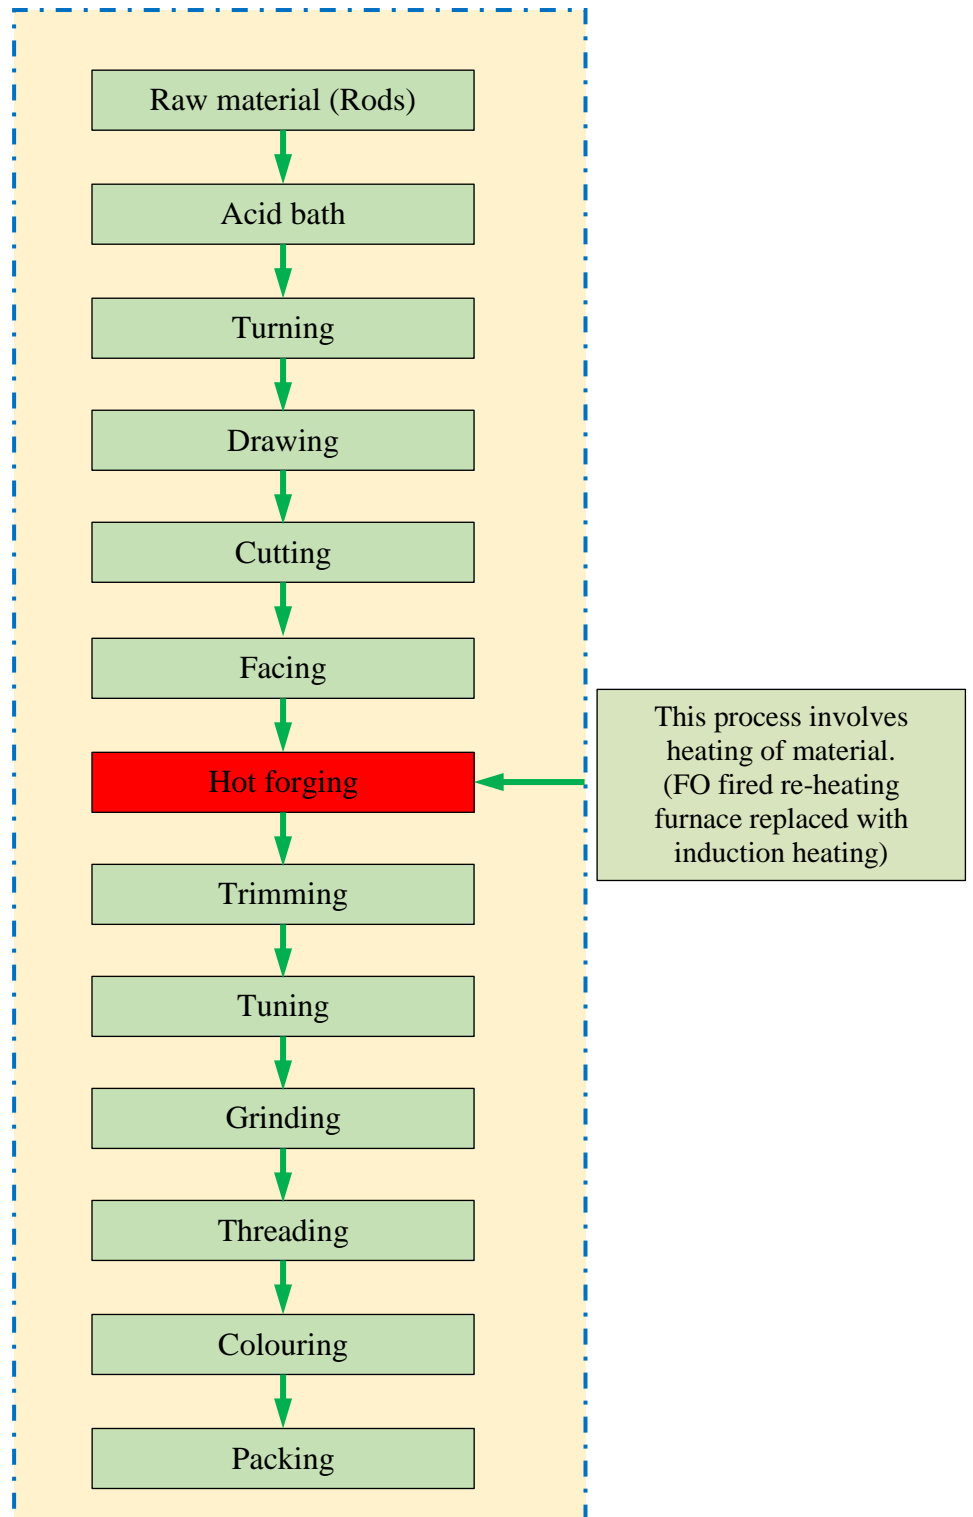 Raw material (Rods)
Acid bath
Turning
Drawing
Cutting
Facing
Hot forging
This process involves
heating of material.
(FO fired re-heating
furnace replaced with
induction heating)
Trimming
Tuning
Grinding
Threading
Colouring
Packing